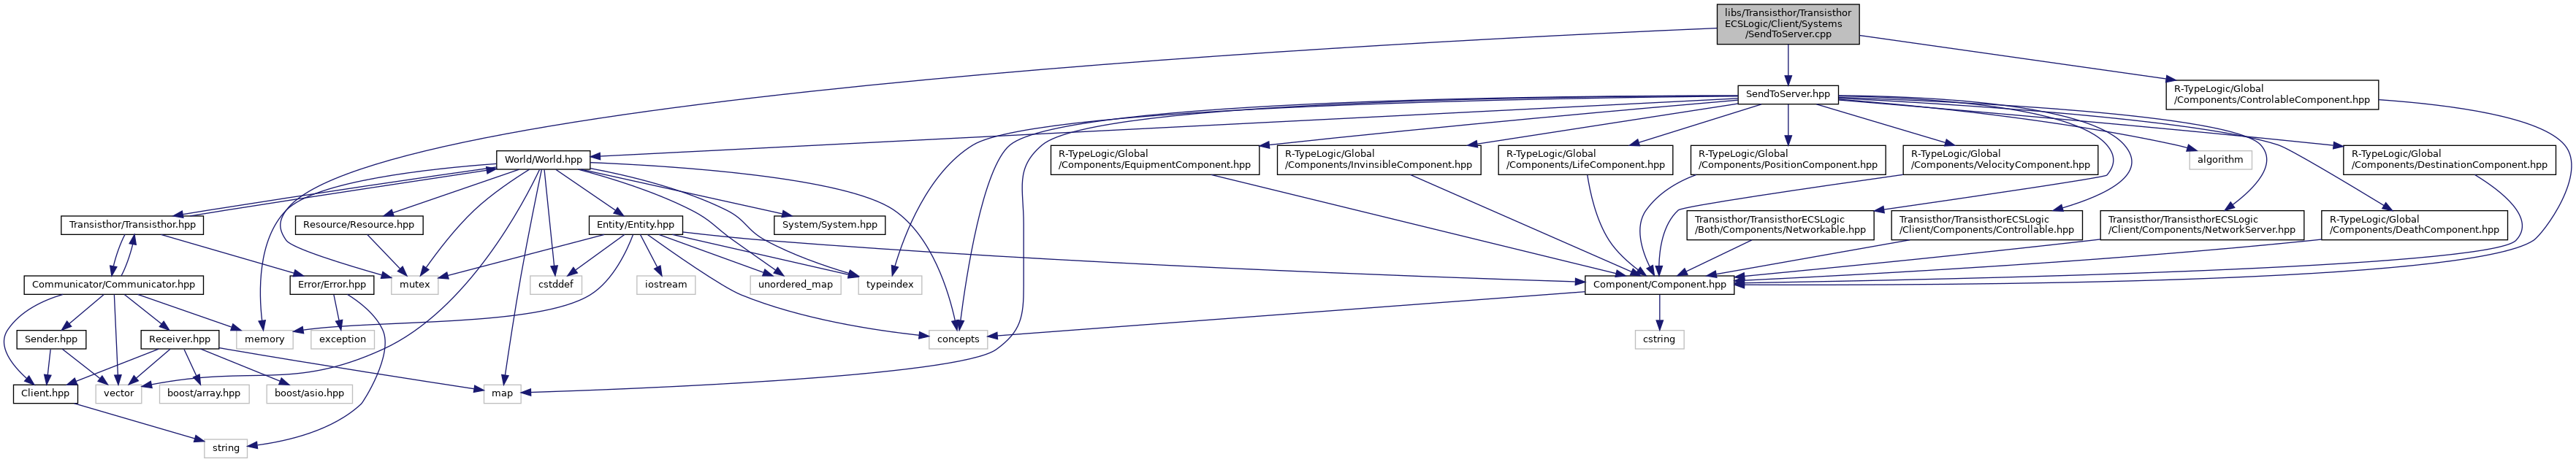 libs/Transisthor/Transisthor
ECSLogic/Client/Systems
/SendToServer.cpp
R-TypeLogic/Global
/Components/ControlableComponent.hpp
SendToServer.hpp
World/World.hpp
R-TypeLogic/Global
/Components/EquipmentComponent.hpp
R-TypeLogic/Global
/Components/InvinsibleComponent.hpp
R-TypeLogic/Global
/Components/LifeComponent.hpp
R-TypeLogic/Global
/Components/PositionComponent.hpp
R-TypeLogic/Global
/Components/VelocityComponent.hpp
algorithm
R-TypeLogic/Global
/Components/DestinationComponent.hpp
Transisthor/Transisthor.hpp
Resource/Resource.hpp
Entity/Entity.hpp
System/System.hpp
Transisthor/TransisthorECSLogic
/Both/Components/Networkable.hpp
Transisthor/TransisthorECSLogic
/Client/Components/Controllable.hpp
Transisthor/TransisthorECSLogic
/Client/Components/NetworkServer.hpp
R-TypeLogic/Global
/Components/DeathComponent.hpp
Communicator/Communicator.hpp
Error/Error.hpp
mutex
cstddef
iostream
unordered_map
typeindex
Component/Component.hpp
Sender.hpp
Receiver.hpp
memory
exception
concepts
cstring
Client.hpp
vector
boost/array.hpp
boost/asio.hpp
map
string